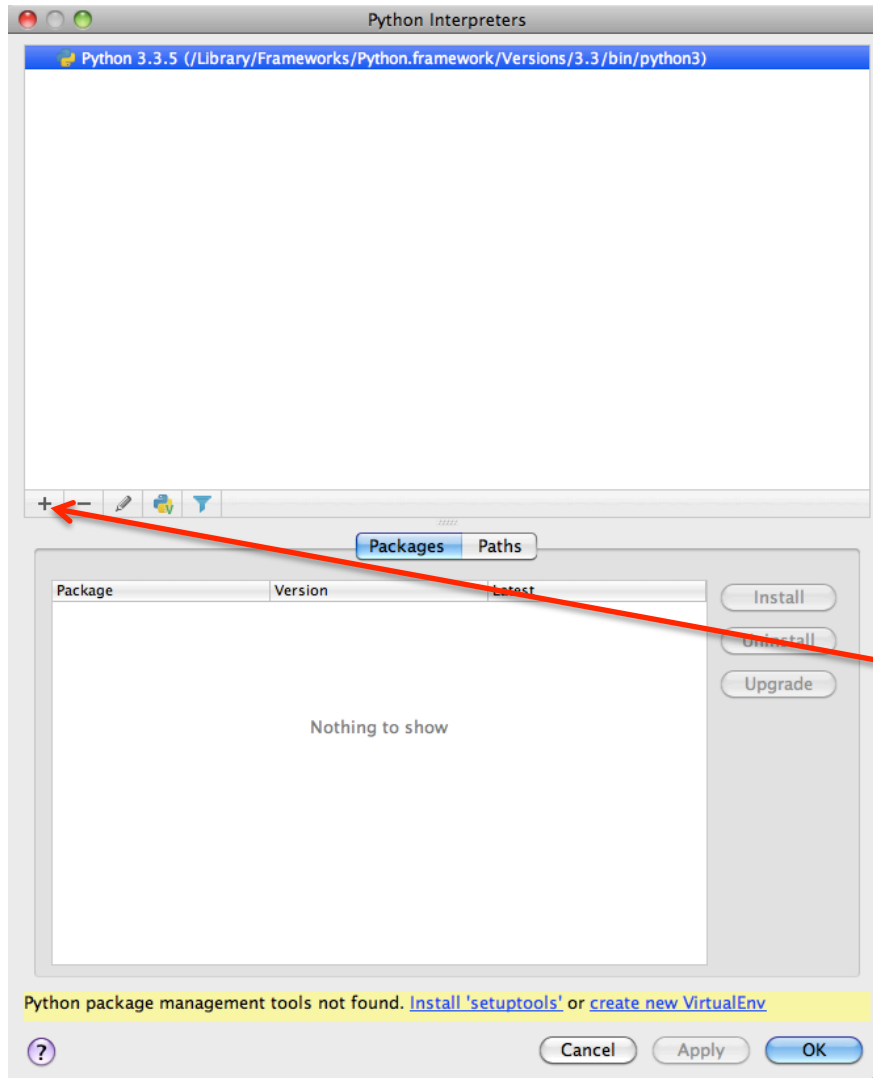 Python Interpreters
Python 3.3.5 (/Library/Frameworks/Python.framework/Versions/3.3/bin/python3)
+ −
Packages Paths
Package Version Latest
Install
Uninstall
Upgrade
Nothing to show
Python package management tools not found. Install 'setuptools' or create new VirtualEnv
? Cancel Apply OK